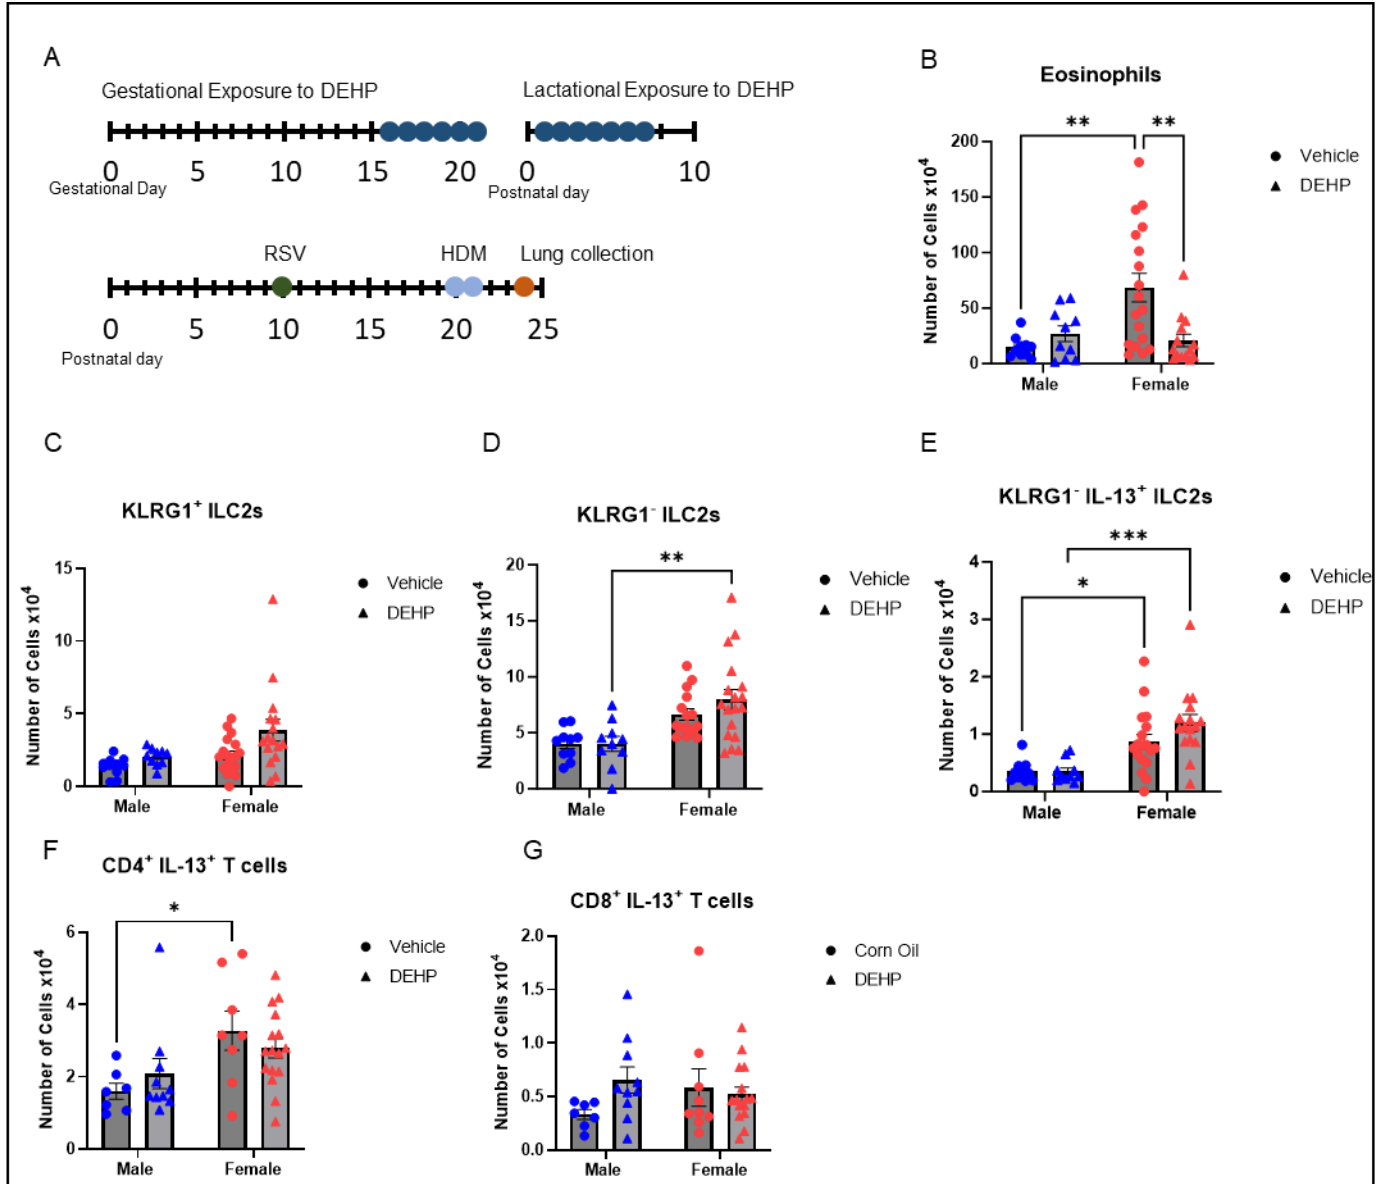 A
Gestational Exposure to DEHP
Lactational Exposure to DEHP
0 5 10 15 20
0 10
Gestational Day
Postnatal day
RSV
HDM
Lung collection
0 5 10 15 20 25
Postnatal day
B
Eosinophils
** **
Number of Cells x10⁴
200
150
100
50
0
Male Female
Vehicle
DEHP
C
KLRG1⁺ ILC2s
Number of Cells x10⁴
15
10
5
0
Male Female
Vehicle
DEHP
D
KLRG1⁻ ILC2s
**
Number of Cells x10⁴
20
15
10
5
0
Male Female
Vehicle
DEHP
E
KLRG1⁻ IL-13⁺ ILC2s
***
*
Number of Cells x10⁴
4
3
2
1
0
Male Female
Vehicle
DEHP
F
CD4⁺ IL-13⁺ T cells
*
Number of Cells x10⁴
6
4
2
0
Male Female
Vehicle
DEHP
G
CD8⁺ IL-13⁺ T cells
Number of Cells x10⁴
2.0
1.5
1.0
0.5
0.0
Male Female
Corn Oil
DEHP